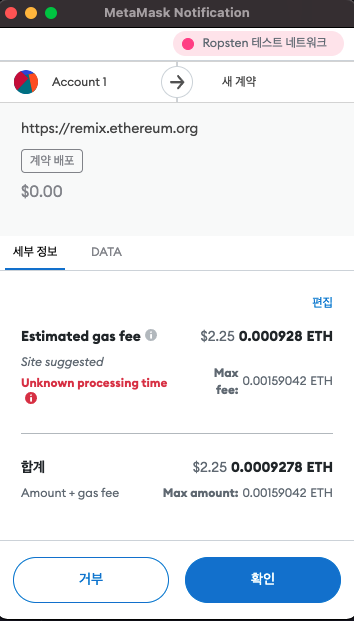 MetaMask Notification
Ropsten 테스트 네트워크
Account 1
새 계약
https://remix.ethereum.org
계약 배포
$0.00
세부 정보 DATA
편집
Estimated gas fee $2.25 0.000928 ETH
Site suggested
Unknown processing time
Max fee: 0.00159042 ETH
합계 $2.25 0.0009278 ETH
Amount + gas fee Max amount: 0.00159042 ETH
거부 확인